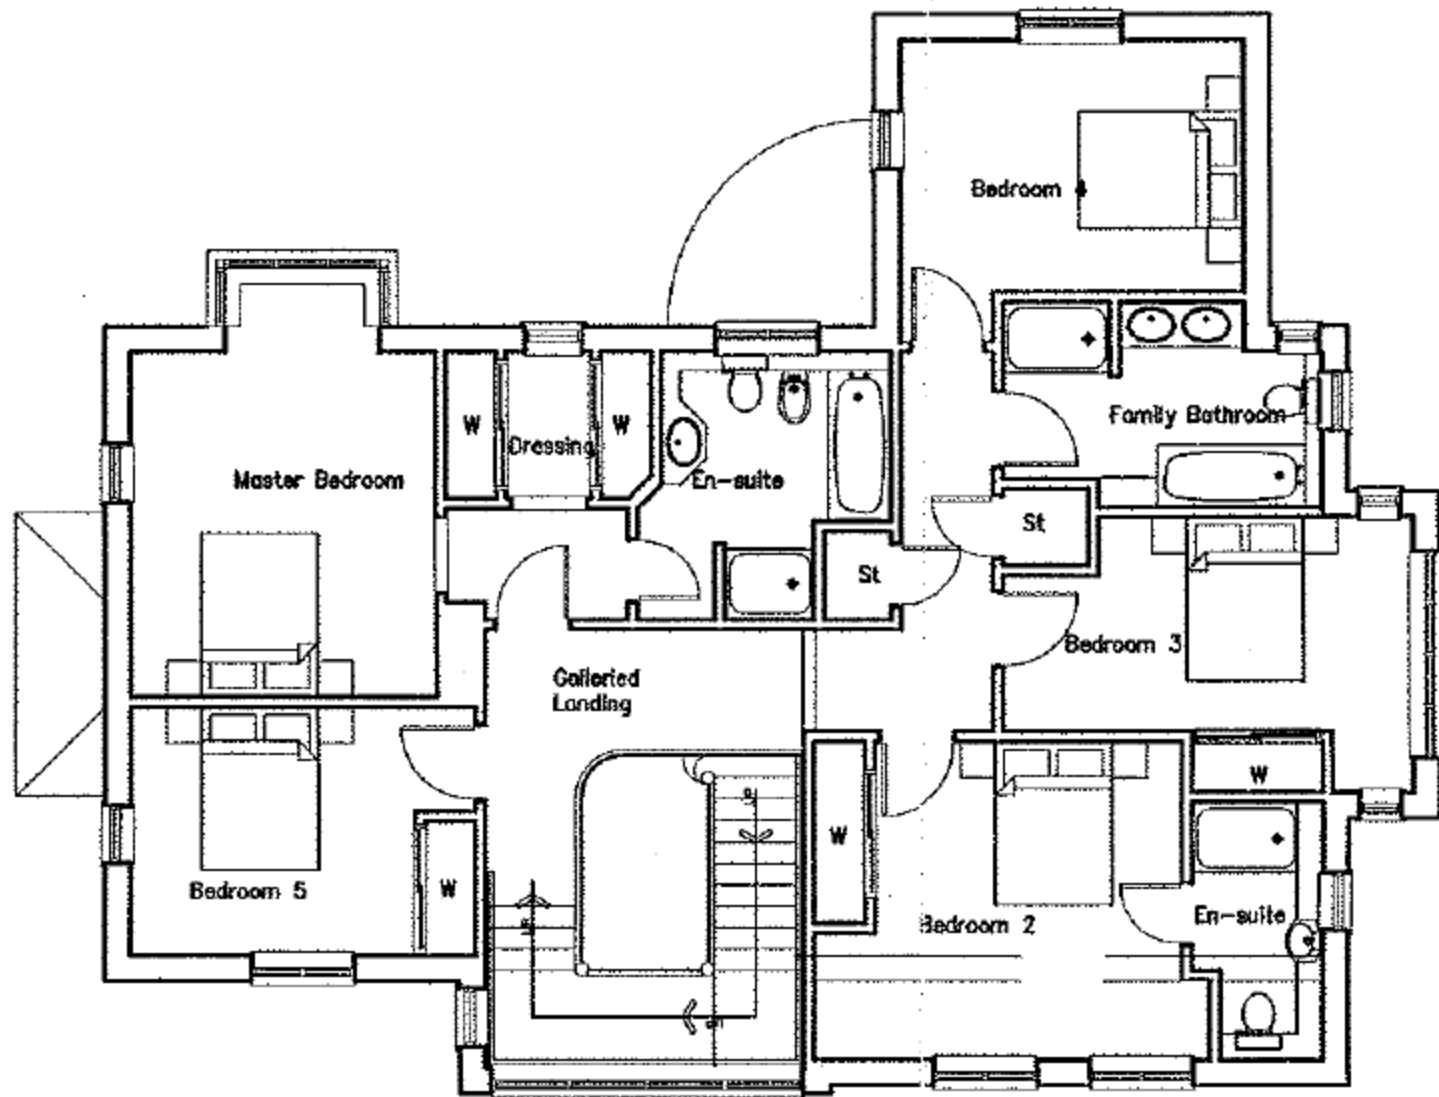 Bedroom 4
Family Bathroom
W
Dressing
W
Master Bedroom
En-suite
St
St
Bedroom 3
Galleried
Landing
W
W
Bedroom 5
W
Bedroom 2
En-suite